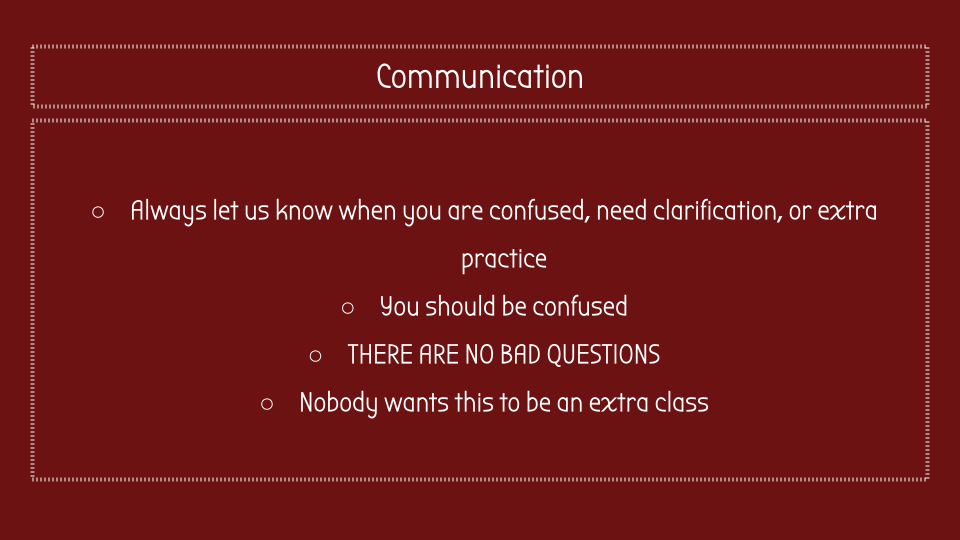 Communication
○ Always let us know when you are confused, need clarification, or extra
practice
○ You should be confused
○ THERE ARE NO BAD QUESTIONS
○ Nobody wants this to be an extra class